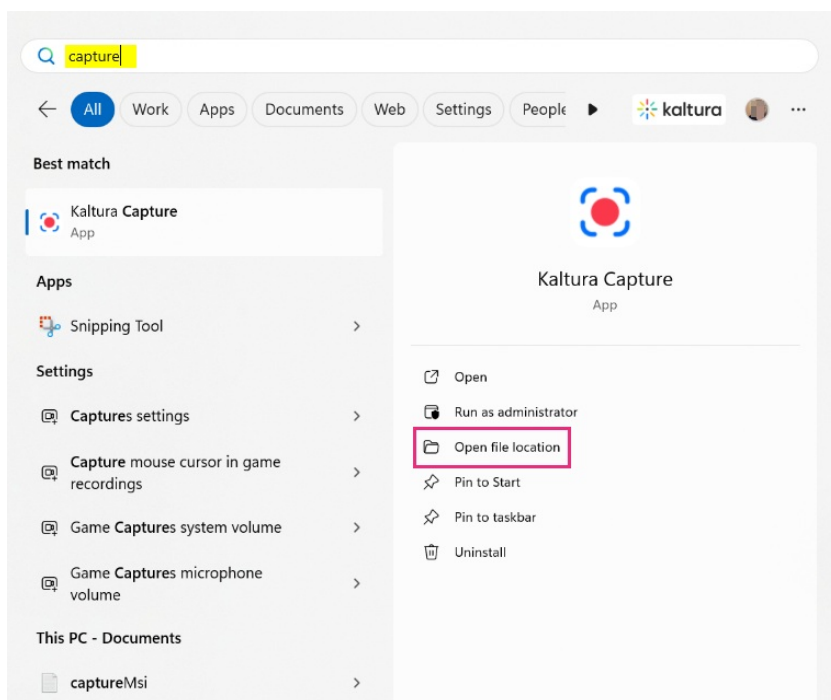 capture
All
Work
Apps
Documents
Web
Settings
People
kaltura
Best match
Kaltura Capture
App
Apps
Snipping Tool
Settings
Captures settings
Capture mouse cursor in game
recordings
Game Captures system volume
Game Captures microphone
volume
This PC - Documents
captureMsi
Kaltura Capture
App
Open
Run as administrator
Open file location
Pin to Start
Pin to taskbar
Uninstall